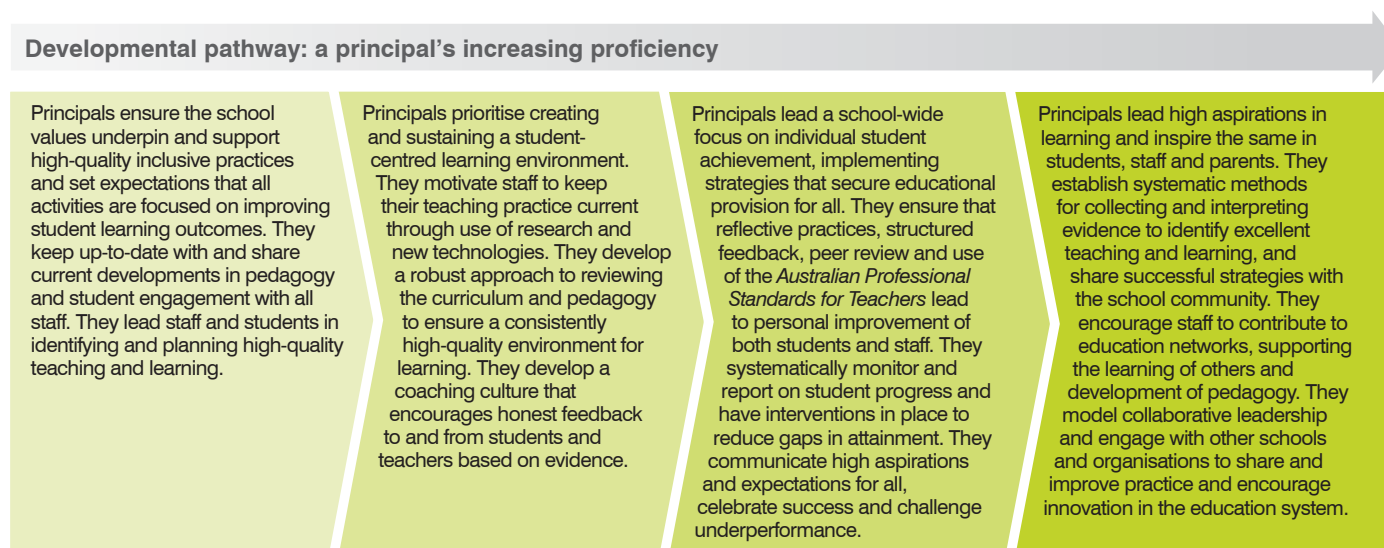 Developmental pathway: a principal's increasing proficiency
Principals ensure the school
values underpin and support
high-quality inclusive practices
and set expectations that all
activities are focused on improving
student learning outcomes. They
keep up-to-date with and share
current developments in pedagogy
and student engagement with all
staff. They lead staff and students in
identifying and planning high-quality
teaching and learning.
Principals prioritise creating
and sustaining a student-
centred learning environment.
They motivate staff to keep
their teaching practice current
through use of research and
new technologies. They develop
a robust approach to reviewing
the curriculum and pedagogy
to ensure a consistently
high-quality environment for
learning. They develop a
coaching culture that
encourages honest feedback
to and from students and
teachers based on evidence.
Principals lead a school-wide
focus on individual student
achievement, implementing
strategies that secure educational
provision for all. They ensure that
reflective practices, structured
feedback, peer review and use
of the Australian Professional
Standards for Teachers lead
to personal improvement of
both students and staff. They
systematically monitor and
report on student progress and
have interventions in place to
reduce gaps in attainment. They
communicate high aspirations
and expectations for all,
celebrate success and challenge
underperformance.
Principals lead high aspirations in
learning and inspire the same in
students, staff and parents. They
establish systematic methods
for collecting and interpreting
evidence to identify excellent
teaching and learning, and
share successful strategies with
the school community. They
encourage staff to contribute to
education networks, supporting
the learning of others and
development of pedagogy. They
model collaborative leadership
and engage with other schools
and organisations to share and
improve practice and encourage
innovation in the education system.